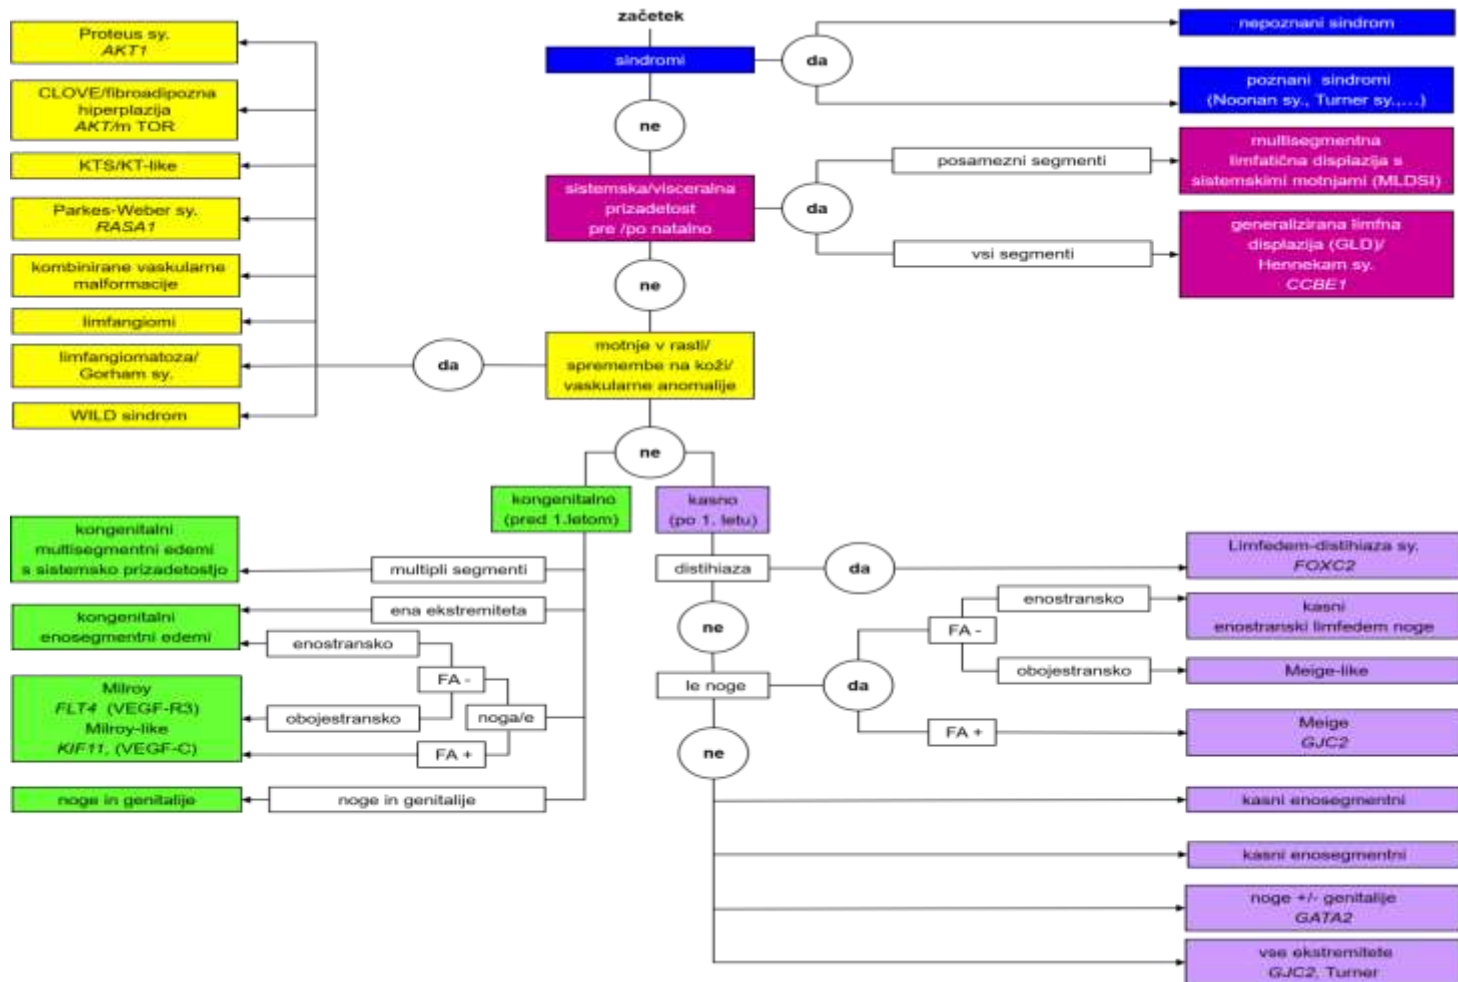 začetek
sindromi
da
nepoznani sindrom
poznani sindromi
(Noonan sy., Turner sy.,...)
ne
sistemska/visceralna
prizadetost
pre /po natalno
da
posamezni segmenti
multisegmentna
limfatična displazija s
sistemskimi motnjami (MLDSI)
vsi segmenti
generalizirana limfna
displazija (GLD)/
Hennekam sy.
CCBE1
ne
motnje v rasti/
spremembe na koži/
vaskularne anomalije
da
Proteus sy.
AKT1
CLOVE/fibroadipozna
hiperplazija
AKT/m TOR
KTS/KT-like
Parkes-Weber sy.
RASA1
kombinirane vaskularne
malformacije
limfangiomi
limfangiomatoza/
Gorham sy.
WILD sindrom
ne
kongenitalno
(pred 1.letom)
multipli segmenti
kongenitalni
multisegmentni edemi
s sistemsko prizadetostjo
ena ekstremiteta
kongenitalni
enosegmentni edemi
enostransko
FA -
noga/e
obojestransko
FA +
Milroy
FLT4 (VEGF-R3)
Milroy-like
KIF11, (VEGF-C)
noge in genitalije
noge in genitalije
kasno
(po 1. letu)
distihiaza
da
Limfedem-distihiaza sy.
FOXC2
ne
le noge
da
FA -
enostransko
kasni
enostranski limfedem noge
obojestransko
Meige-like
FA +
Meige
GJC2
ne
kasni enosegmentni
kasni enosegmentni
noge +/- genitalije
GATA2
vse ekstremitete
GJC2, Turner